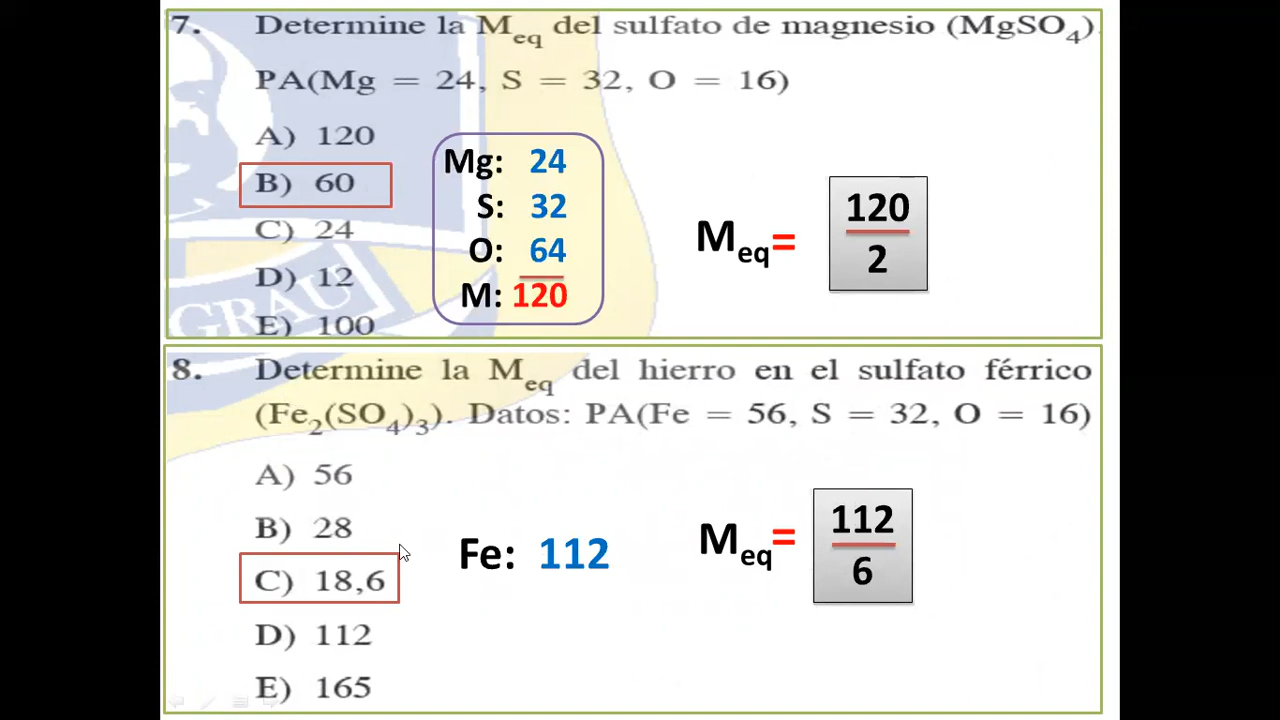 7. Determine la Meq del sulfato de magnesio (MgSO4).
PA(Mg = 24, S = 32, O = 16)
A) 120
B) 60
C) 24
D) 12
E) 100
Mg: 24
S: 32
O: 64
M: 120
Meq= 120
2
GRAU
8. Determine la Meq del hierro en el sulfato férrico
(Fe2(SO4)3). Datos: PA(Fe = 56, S = 32, O = 16)
A) 56
B) 28
C) 18,6
D) 112
E) 165
Fe: 112
Meq= 112
6